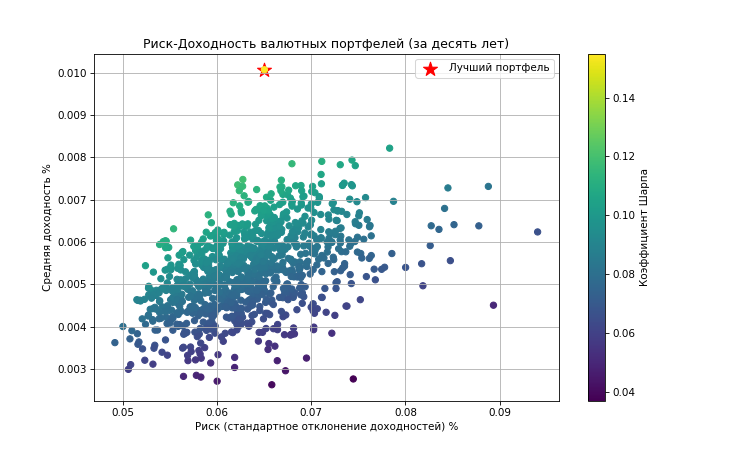 Риск-Доходность валютных портфелей (за десять лет)
Лучший портфель
0.010
0.009
0.008
0.007
0.006
0.005
0.004
0.003
Средняя доходность %
0.05 0.06 0.07 0.08 0.09
Риск (стандартное отклонение доходностей) %
0.14
0.12
0.10
0.08
0.06
0.04
Коэффициент Шарпа